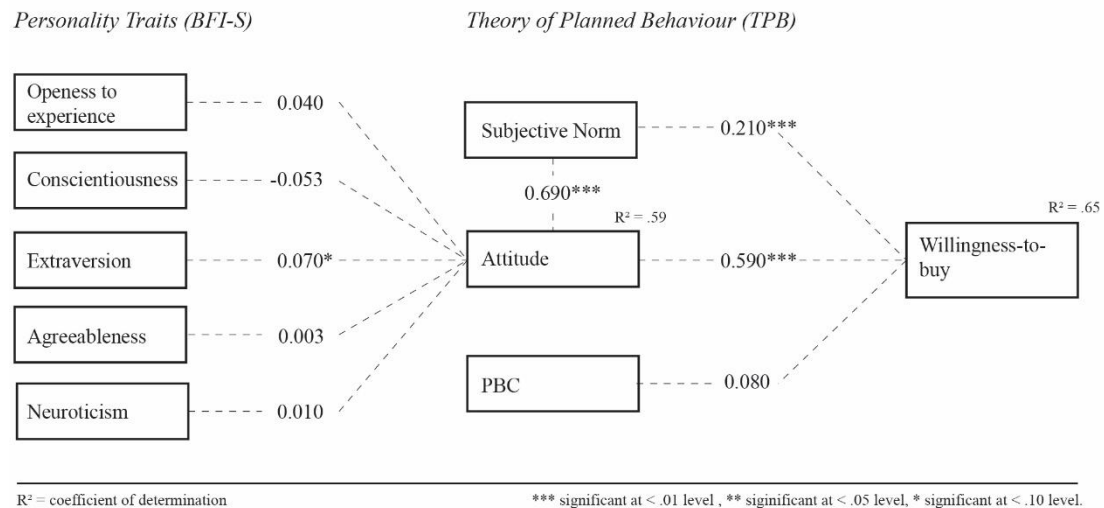 Personality Traits (BFI-S)
Theory of Planned Behaviour (TPB)
Openess to
experience
0.040
Conscientiousness
-0.053
Extraversion
0.070*
Agreeableness
0.003
Neuroticism
0.010
Subjective Norm
0.210***
0.690***
R² = .59
Attitude
0.590***
PBC
0.080
R² = .65
Willingness-to-
buy
R² = coefficient of determination
*** significant at < .01 level , ** siginificant at < .05 level, * significant at < .10 level.